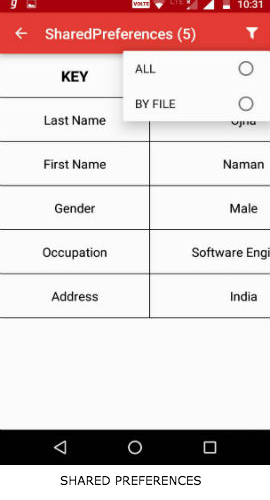 VOLTE LTE 10:31
SharedPreferences (5)
KEY
ALL
BY FILE
Last Name Ojha
First Name Naman
Gender Male
Occupation Software Engi
Address India
SHARED PREFERENCES